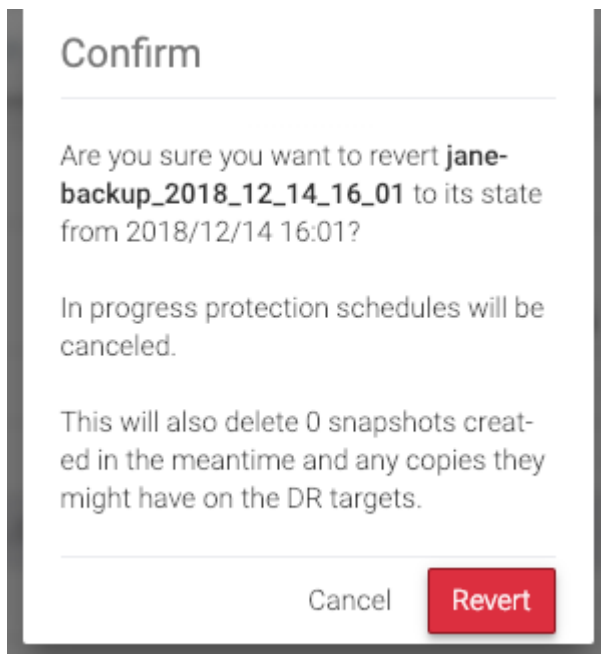 Confirm
Are you sure you want to revert jane-
backup_2018_12_14_16_01 to its state
from 2018/12/14 16:01?
In progress protection schedules will be
canceled.
This will also delete 0 snapshots creat-
ed in the meantime and any copies they
might have on the DR targets.
Cancel Revert